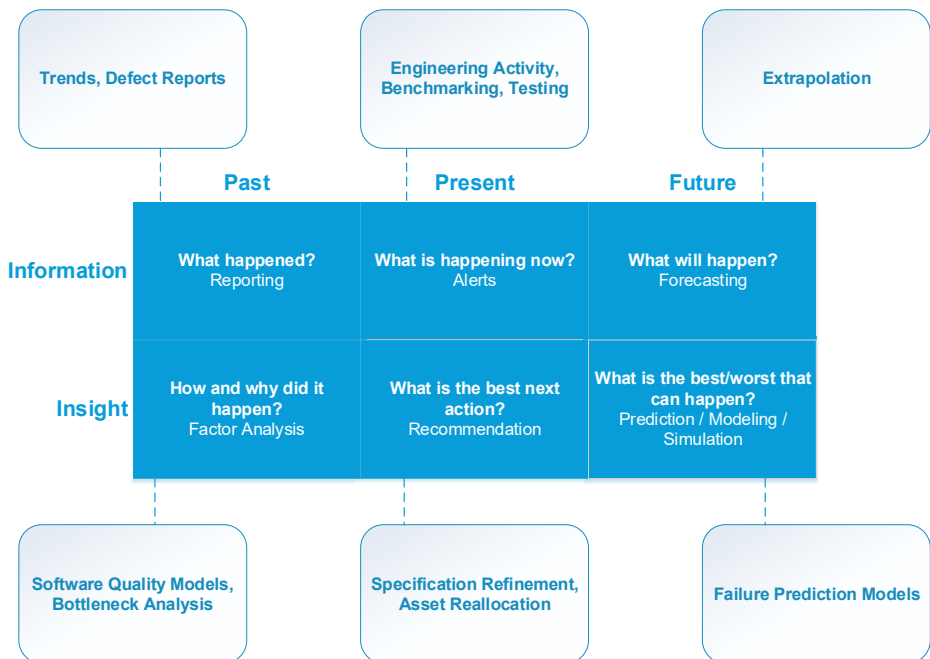 Trends, Defect Reports
Engineering Activity,
Benchmarking, Testing
Extrapolation
Past
Present
Future
Information
What happened?
Reporting
What is happening now?
Alerts
What will happen?
Forecasting
Insight
How and why did it
happen?
Factor Analysis
What is the best next
action?
Recommendation
What is the best/worst that
can happen?
Prediction / Modeling /
Simulation
Software Quality Models,
Bottleneck Analysis
Specification Refinement,
Asset Reallocation
Failure Prediction Models